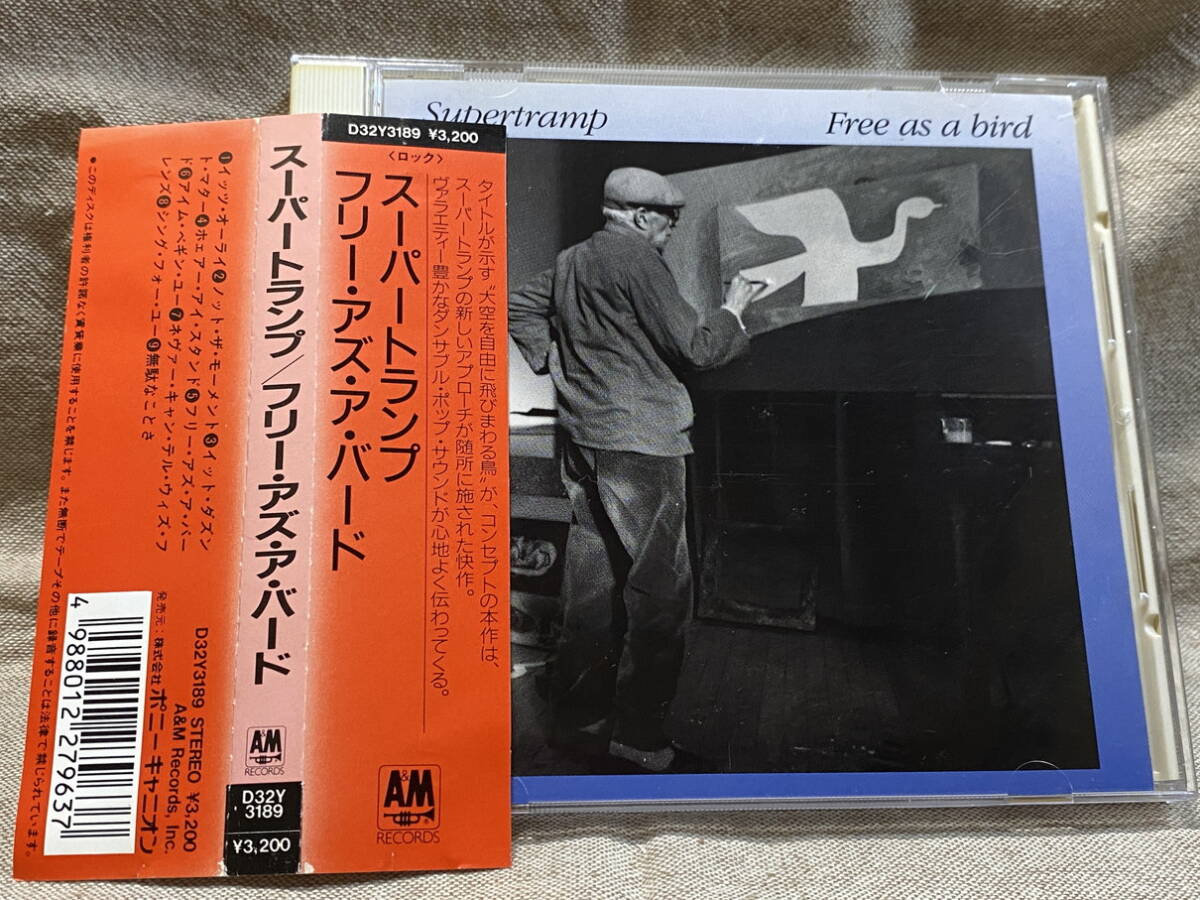 Supertramp
Free as a bird
D32Y3189 ¥3,200
〈ロック〉
スーパートランプ
フリー・アズ・ア・バード
タイトルが示す“大空を自由に飛びまわる鳥”が、コンセプトの本作は、
スーパートランプの新しいアプローチが随所に施された快作。
ヴァラエティー豊かなダンサブル・ポップ・サウンドが心地よく伝わってくる。
A&M
RECORDS
スーパートランプ/フリー・アズ・ア・バード
A&M
RECORDS
D32Y
3189
¥3,200
❶イッツ・オーライ❷ノット・ザ・モーメント❸イット・ダズン
ト・マター❹ホェアー・アイ・スタンド❺フリー・アズ・ア・バー
ド❻アイム・ベギン・ユー❼ネヴァー・キャン・テル・ウィズ・フ
レンズ❽シング・フォー・ユー❾無駄なことさ
●このディスクは権利者の許諾なく賃貸業に使用することを禁じます。また無断でテープその他に録音することは法律で禁じられています。
D32Y3189 STEREO ¥3,200
A&M Records, Inc.
発売元:株式会社ポニーキャニオン
4 988012 279637